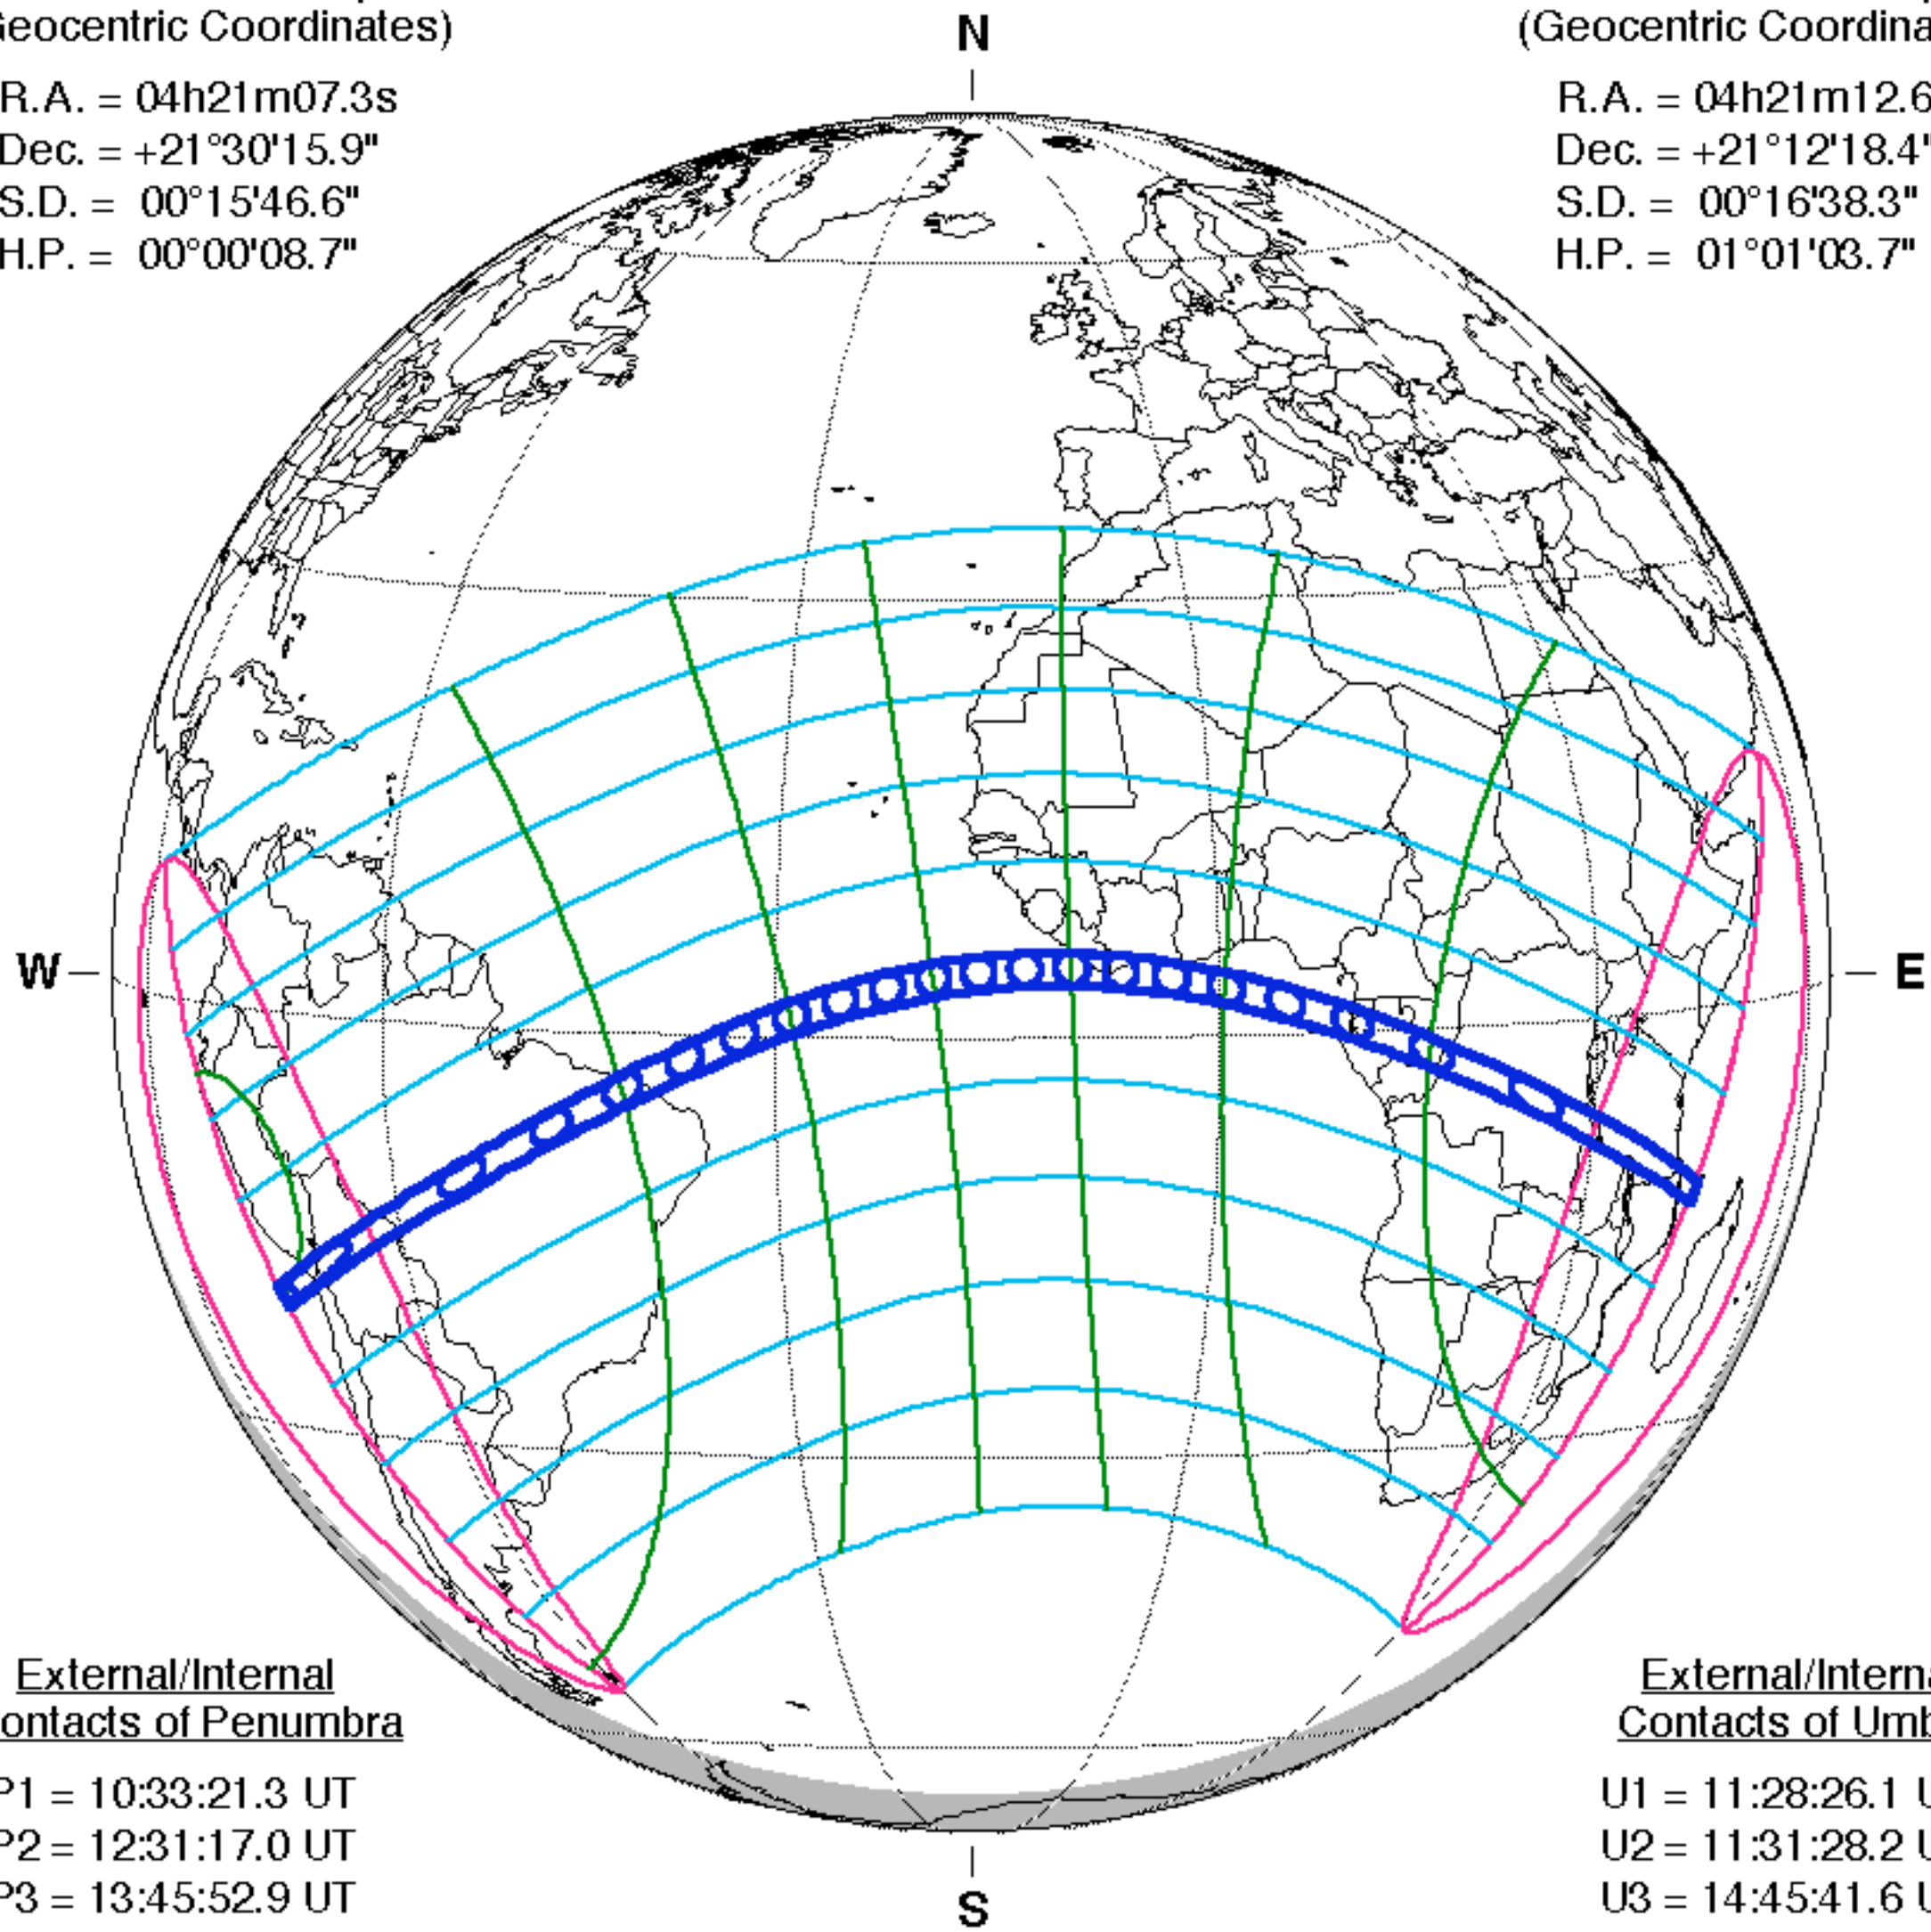 Geocentric Coordinates)
R.A. = 04h21m07.3s
Dec. = +21°30'15.9"
S.D. = 00°15'46.6"
H.P. = 00°00'08.7"
N
(Geocentric Coordina
R.A. = 04h21m12.6
Dec. = +21°12'18.4"
S.D. = 00°16'38.3"
H.P. = 01°01'03.7"
W
E
External/Internal
ontacts of Penumbra
P1 = 10:33:21.3 UT
P2 = 12:31:17.0 UT
P3 = 13:45:52.9 UT
S
External/Interna
Contacts of Umb
U1 = 11:28:26.1 U
U2 = 11:31:28.2 U
U3 = 14:45:41.6 U